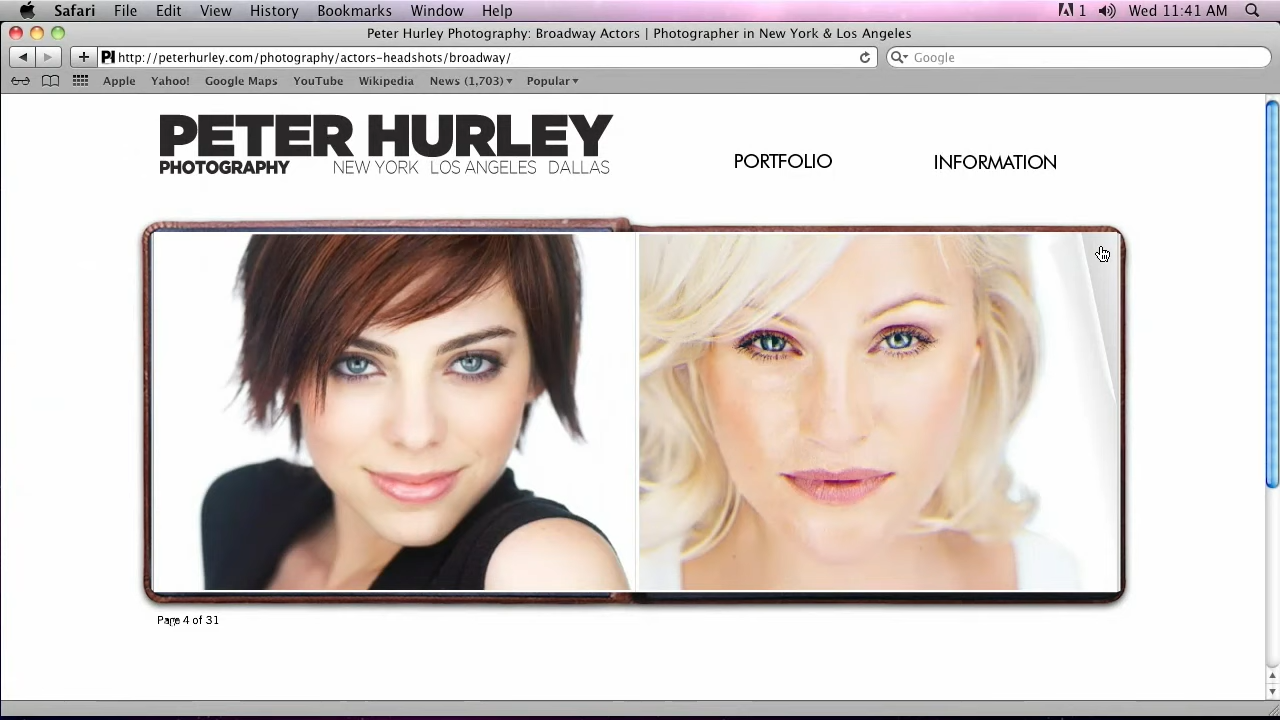 Safari File Edit View History Bookmarks Window Help 1 Wed 11:41 AM
Peter Hurley Photography: Broadway Actors | Photographer in New York & Los Angeles
PH http://peterhurley.com/photography/actors-headshots/broadway/ Google
Apple Yahoo! Google Maps YouTube Wikipedia News (1,703) Popular
PETER HURLEY
PHOTOGRAPHY NEW YORK LOS ANGELES DALLAS
PORTFOLIO INFORMATION
Page 4 of 31